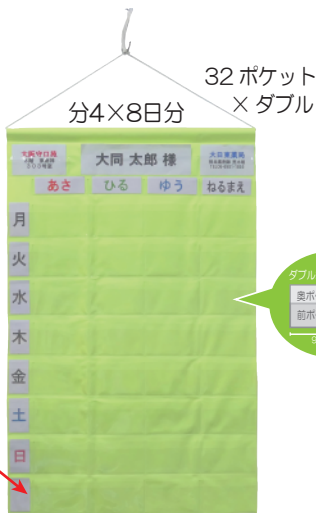 32 ポケット
× ダブル
分4×8日分
大同 太郎 様
あさ
ひる
ゆう
ねるまえ
月
火
水
木
金
土
日
ダブル
奥ポ
前ポ